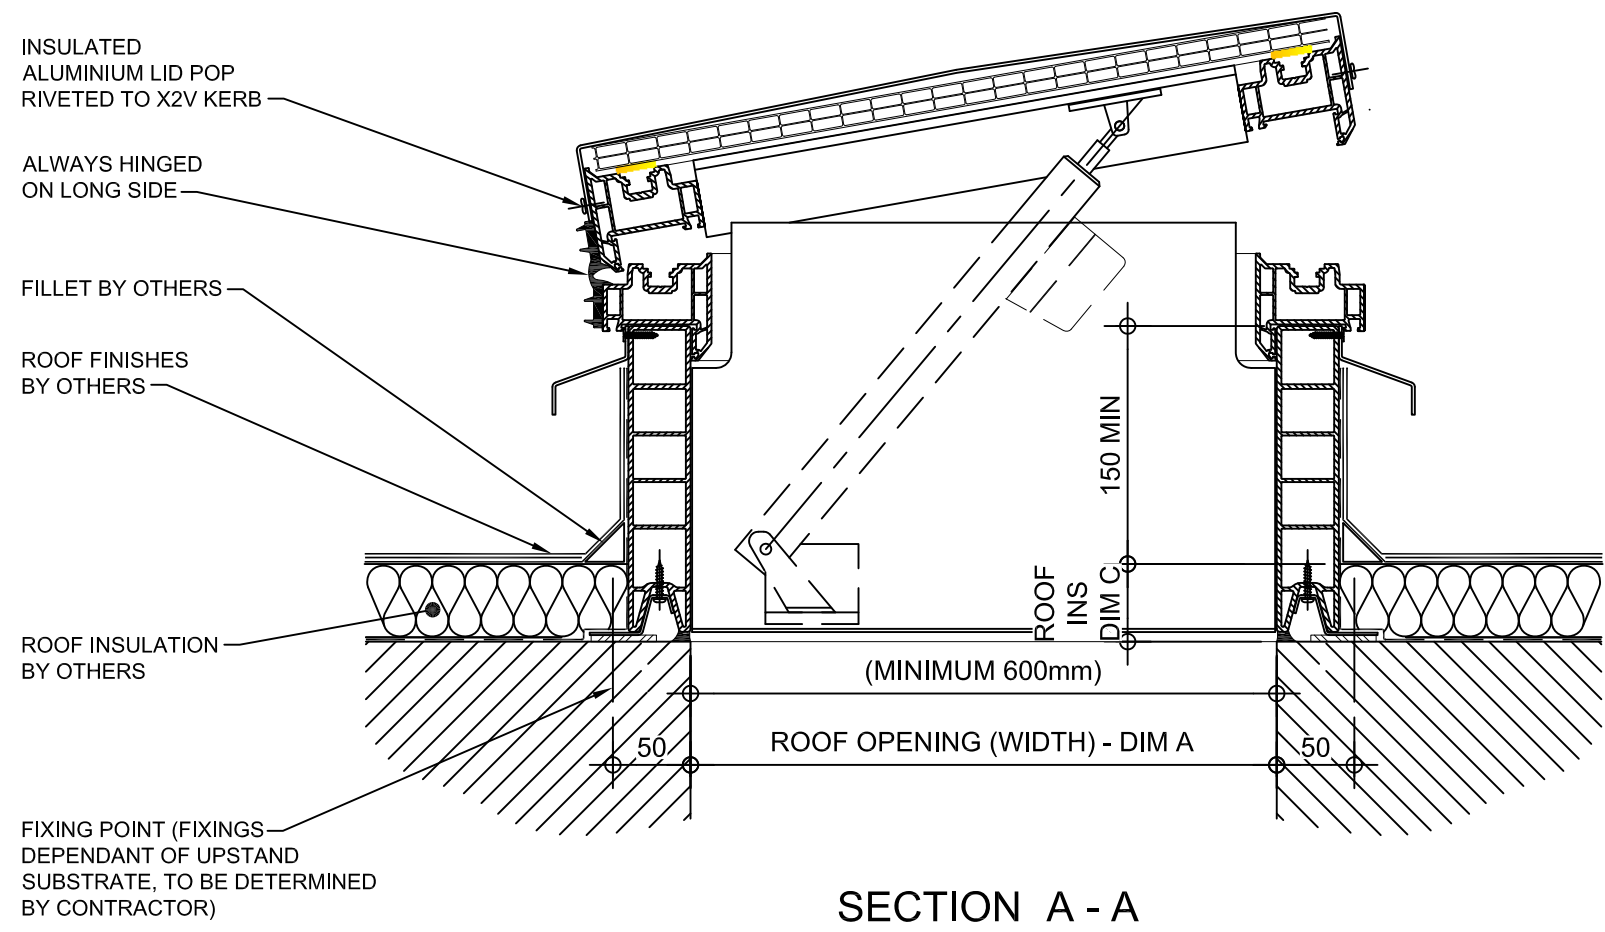 INSULATED
ALUMINIUM LID POP
RIVETED TO X2V KERB
ALWAYS HINGED
ON LONG SIDE
FILLET BY OTHERS
ROOF FINISHES
BY OTHERS
ROOF INSULATION
BY OTHERS
FIXING POINT (FIXINGS
DEPENDANT OF UPSTAND
SUBSTRATE, TO BE DETERMINED
BY CONTRACTOR)
150 MIN
ROOF
INS
DIM C
(MINIMUM 600mm)
50
ROOF OPENING (WIDTH) - DIM A
50
SECTION A - A